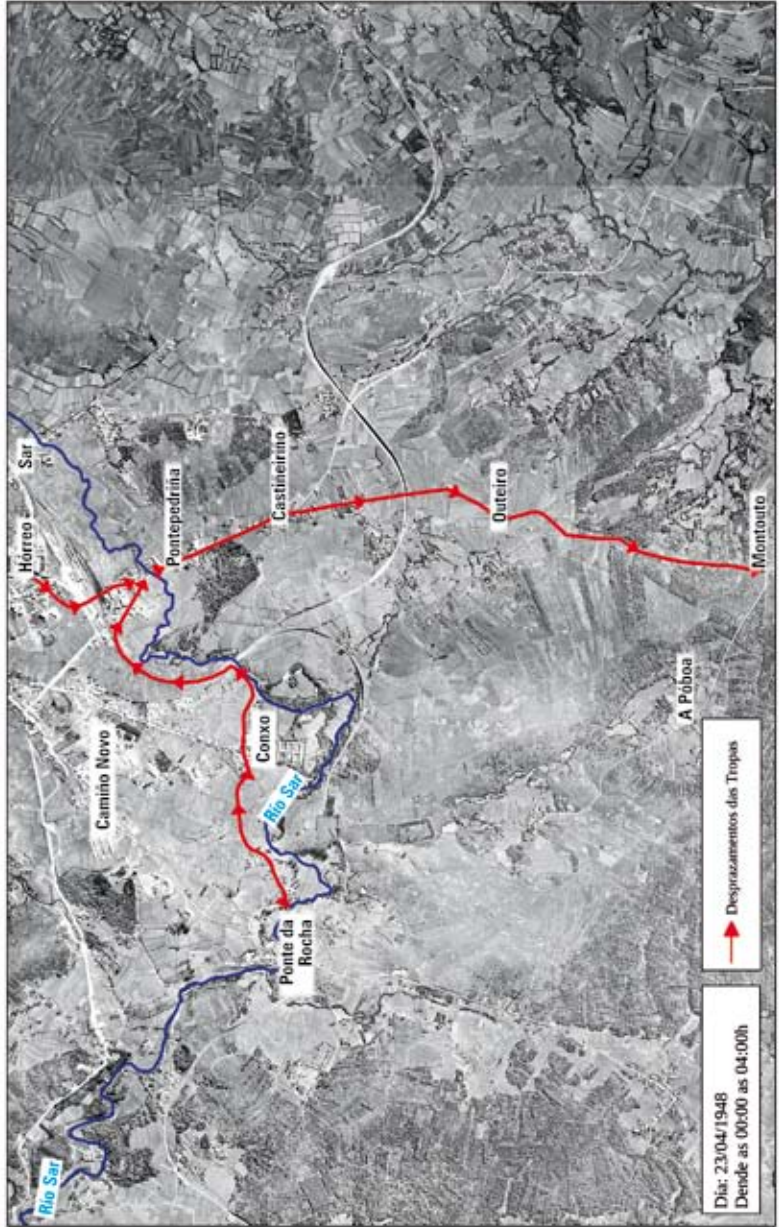 Hórreo
Sar
Pontepedriña
Camiño Novo
Castiñeirino
Conxo
Río Sar
Río Sar
Ponte da
Rocha
Outeiro
A Póboa
Montouto
Día: 23/04/1948
Dende as 00:00 as 04:00h
Desprazamentos das Tropas